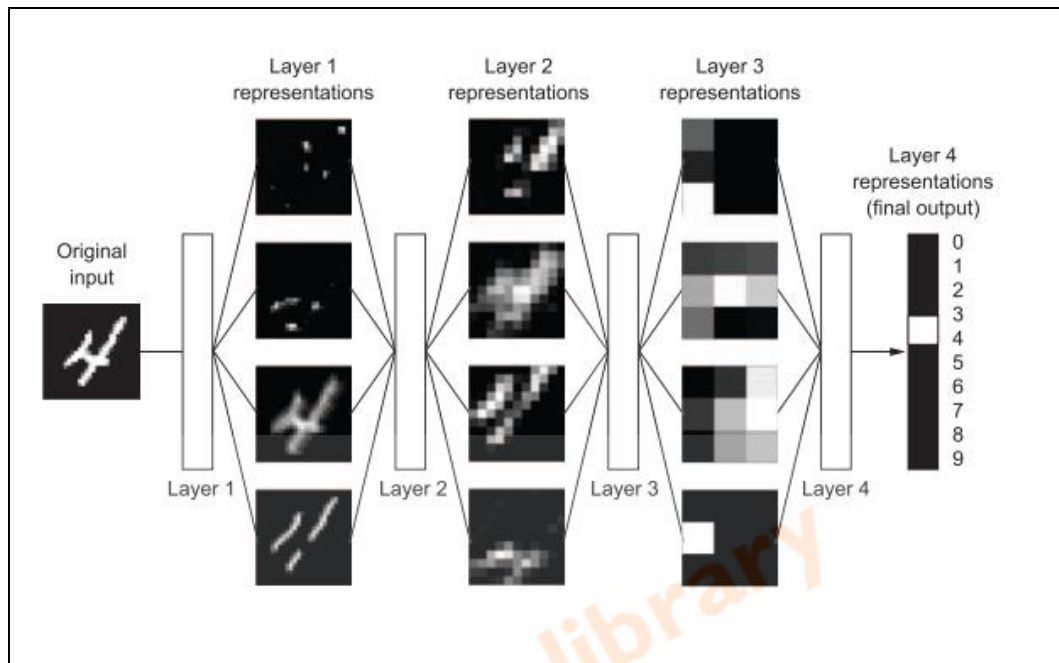 Layer 1
representations
Layer 2
representations
Layer 3
representations
Layer 4
representations
(final output)
Original
input
0
1
2
3
4
5
6
7
8
9
Layer 1
Layer 2
Layer 3
Layer 4
library